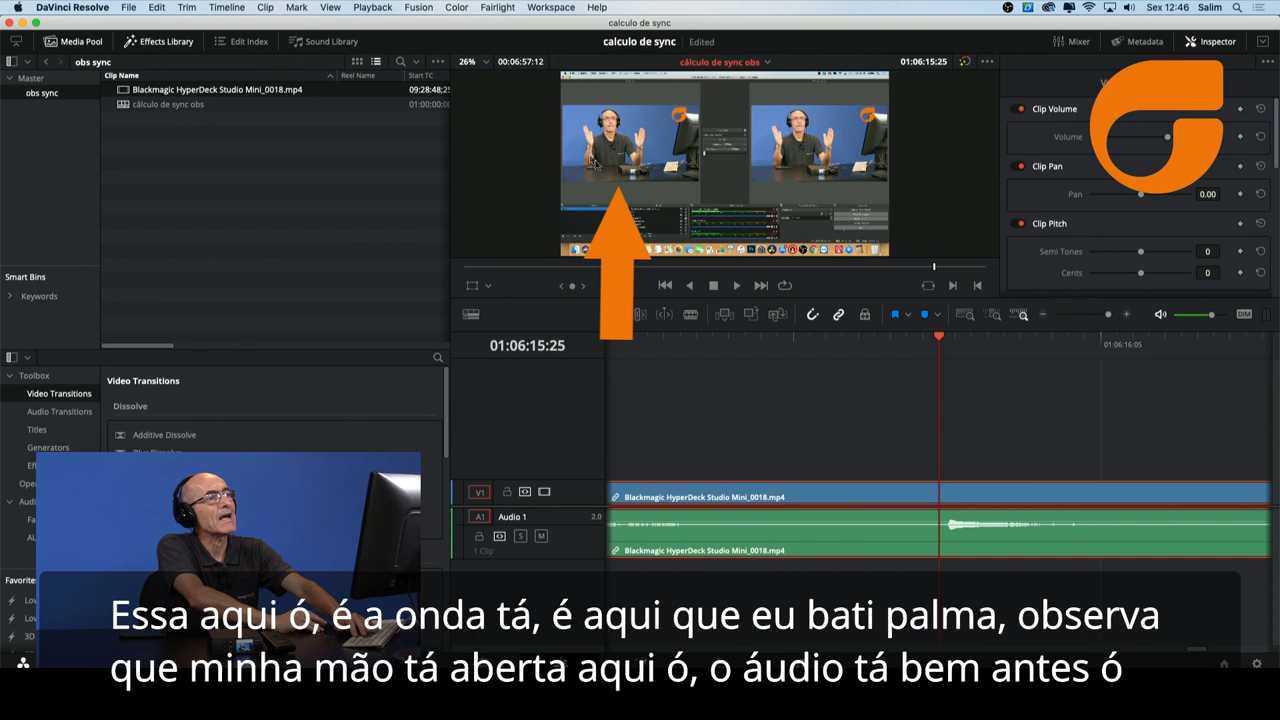 DaVinci Resolve File Edit Trim Timeline Clip Mark View Playback Fusion Color Fairlight Workspace Help Sex 12:46 Salim
calculo de sync
Media Pool Effects Library Edit Index Sound Library calculo de sync Edited Mixer Metadata Inspector
obs sync 26% 00:06:57:12 cálculo de sync obs 01:06:15:25
Master Clip Name Reel Name Start TC
obs sync Blackmagic HyperDeck Studio Mini_0018.mp4 09:28:48;25
cálculo de sync obs 01:00:00:00
Clip Volume
Volume
Clip Pan
Pan 0.00
Clip Pitch
Semi Tones 0
Cents 0
Smart Bins
Keywords
DIM
01:06:15:25 01:06:16:05
Toolbox
Video Transitions
Audio Transitions
Titles
Generators
Video Transitions
Dissolve
Additive Dissolve
V1 Blackmagic HyperDeck Studio Mini_0018.mp4
A1 Audio 1 2.0
S M
1 Clip Blackmagic HyperDeck Studio Mini_0018.mp4
Favorites
Essa aqui ó, é a onda tá, é aqui que eu bati palma, observa
que minha mão tá aberta aqui ó, o áudio tá bem antes ó